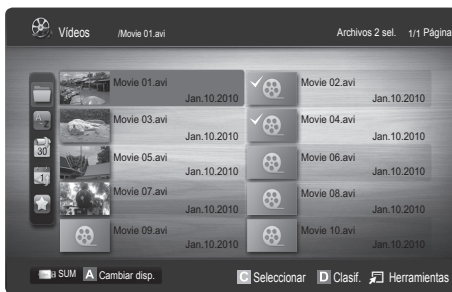 Vídeos /Movie 01.avi Archivos 2 sel. 1/1 Página
Movie 01.avi Jan.10.2010 Movie 02.avi Jan.10.2010
Movie 03.avi Jan.10.2010 Movie 04.avi Jan.10.2010
Movie 05.avi Jan.10.2010 Movie 06.avi Jan.10.2010
Movie 07.avi Jan.10.2010 Movie 08.avi Jan.10.2010
Movie 09.avi Jan.10.2010 Movie 10.avi Jan.10.2010
30
1
a SUM A Cambiar disp. C Seleccionar D Clasif. Herramientas